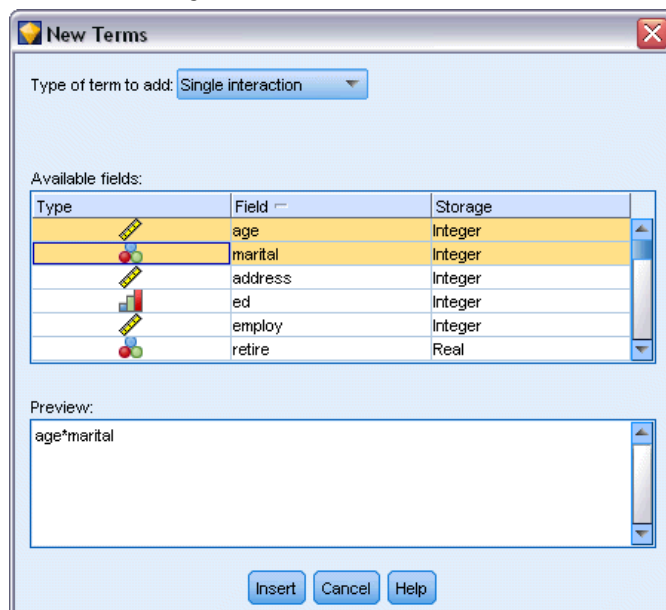 New Terms
Type of term to add: Single interaction
Available fields:
Type Field Storage
age Integer
marital Integer
address Integer
ed Integer
employ Integer
retire Real
Preview:
age*marital
Insert Cancel Help